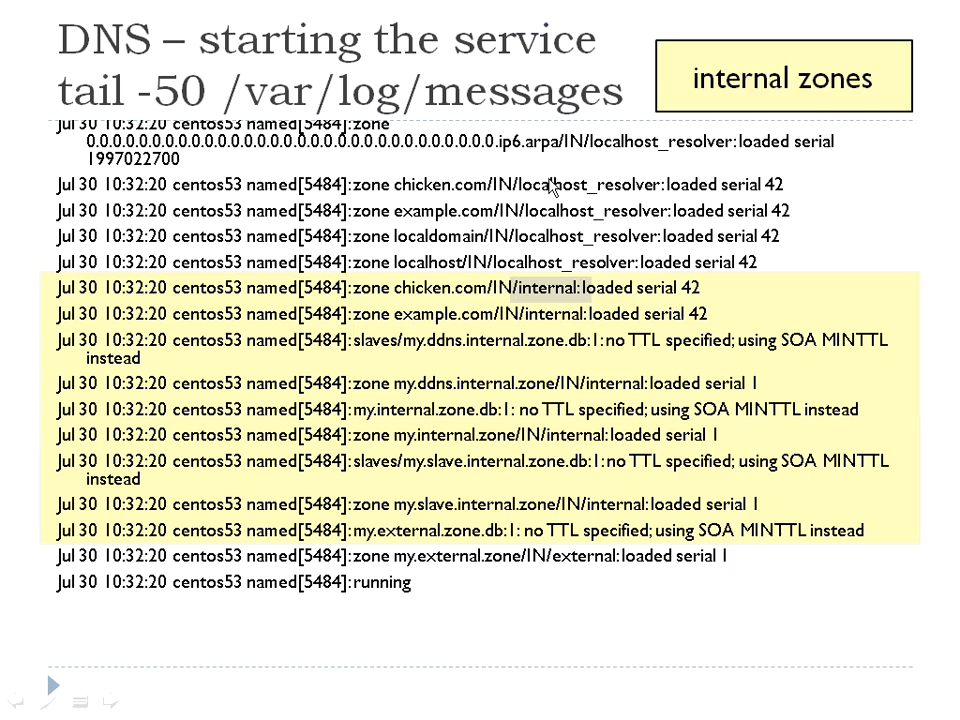 DNS – starting the service
tail -50 /var/log/messages
internal zones
Jul 30 10:32:20 centos53 named[5484]: zone
0.0.0.0.0.0.0.0.0.0.0.0.0.0.0.0.0.0.0.0.0.0.0.0.0.0.0.0.0.0.0.0.ip6.arpa/IN/localhost_resolver: loaded serial
1997022700
Jul 30 10:32:20 centos53 named[5484]: zone chicken.com/IN/localhost_resolver: loaded serial 42
Jul 30 10:32:20 centos53 named[5484]: zone example.com/IN/localhost_resolver: loaded serial 42
Jul 30 10:32:20 centos53 named[5484]: zone localdomain/IN/localhost_resolver: loaded serial 42
Jul 30 10:32:20 centos53 named[5484]: zone localhost/IN/localhost_resolver: loaded serial 42
Jul 30 10:32:20 centos53 named[5484]: zone chicken.com/IN/internal: loaded serial 42
Jul 30 10:32:20 centos53 named[5484]: zone example.com/IN/internal: loaded serial 42
Jul 30 10:32:20 centos53 named[5484]: slaves/my.ddns.internal.zone.db:1: no TTL specified; using SOA MINTTL
instead
Jul 30 10:32:20 centos53 named[5484]: zone my.ddns.internal.zone/IN/internal: loaded serial 1
Jul 30 10:32:20 centos53 named[5484]: my.internal.zone.db:1: no TTL specified; using SOA MINTTL instead
Jul 30 10:32:20 centos53 named[5484]: zone my.internal.zone/IN/internal: loaded serial 1
Jul 30 10:32:20 centos53 named[5484]: slaves/my.slave.internal.zone.db:1: no TTL specified; using SOA MINTTL
instead
Jul 30 10:32:20 centos53 named[5484]: zone my.slave.internal.zone/IN/internal: loaded serial 1
Jul 30 10:32:20 centos53 named[5484]: my.external.zone.db:1: no TTL specified; using SOA MINTTL instead
Jul 30 10:32:20 centos53 named[5484]: zone my.external.zone/IN/external: loaded serial 1
Jul 30 10:32:20 centos53 named[5484]: running